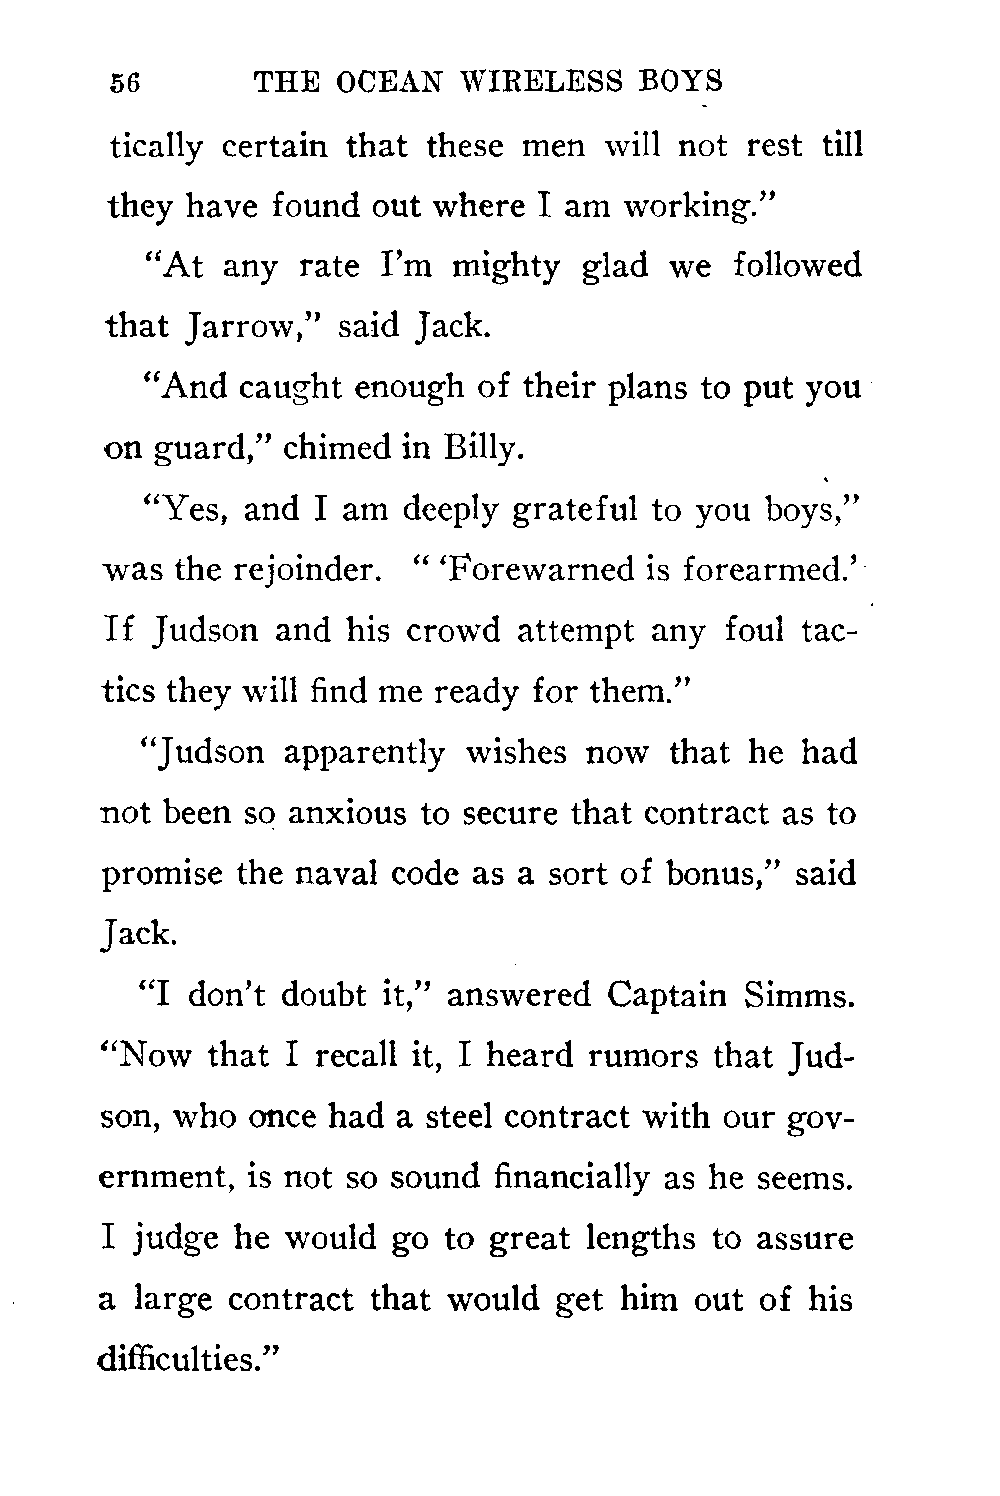 56 THE OCEAN WIRELESS BOYS
tically certain that these men will not rest till
they have found out where I am working.”
“At any rate I’m mighty glad we followed
that Jarrow,” said Jack.
“And caught enough of their plans to put you
on guard,” chimed in Billy.
“Yes, and I am deeply grateful to you boys,”
was the rejoinder. “ ‘Forewarned is forearmed.’
If Judson and his crowd attempt any foul tac-
tics they will find me ready for them.”
“Judson apparently wishes now that he had
not been so anxious to secure that contract as to
promise the naval code as a sort of bonus,” said
Jack.
“I don’t doubt it,” answered Captain Simms.
“Now that I recall it, I heard rumors that Jud-
son, who once had a steel contract with our gov-
ernment, is not so sound financially as he seems.
I judge he would go to great lengths to assure
a large contract that would get him out of his
difficulties.”